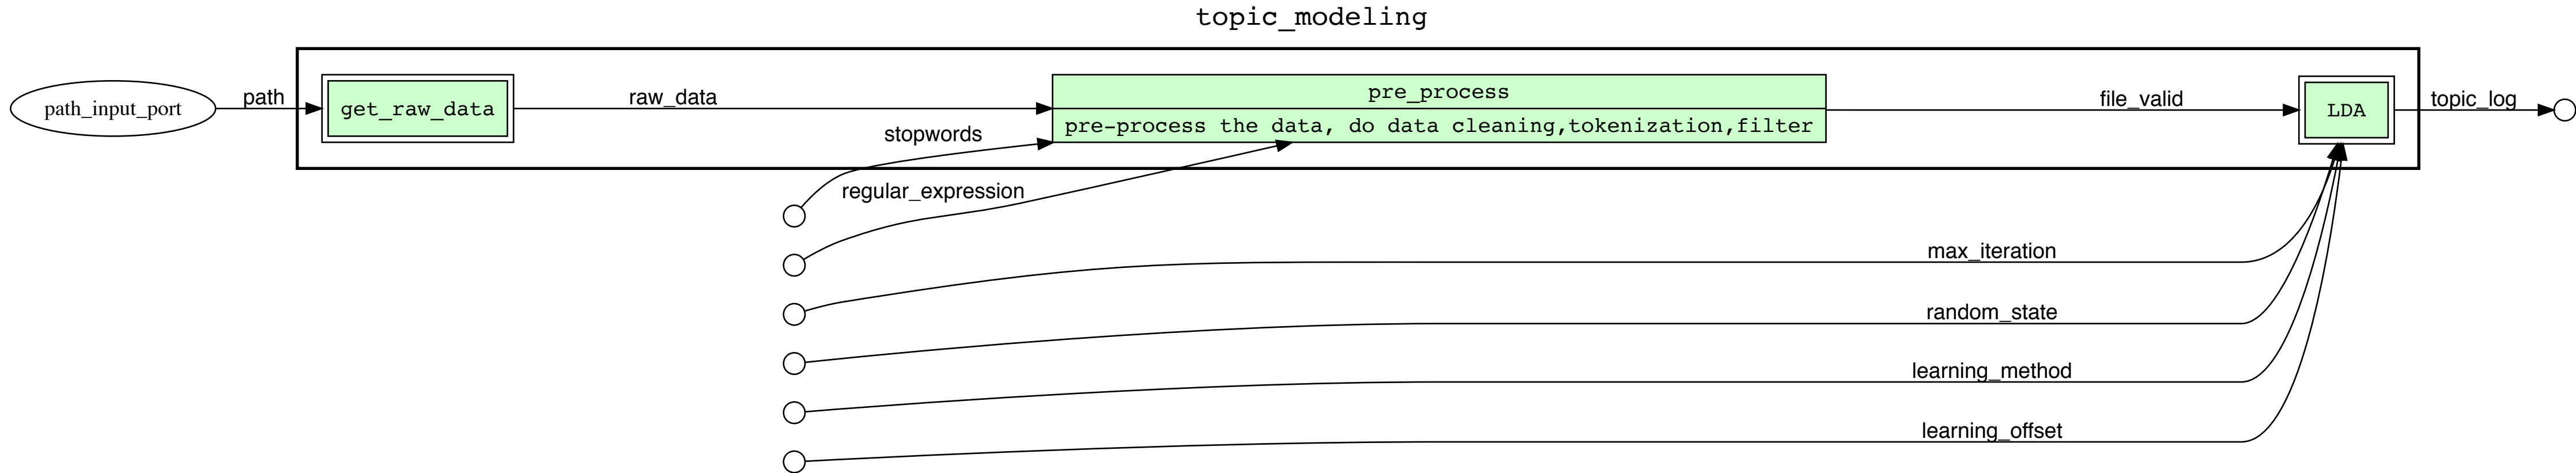 topic_modeling
path_input_port
path
get_raw_data
raw_data
pre_process
pre-process the data, do data cleaning,tokenization,filter
file_valid
LDA
topic_log
stopwords
regular_expression
max_iteration
random_state
learning_method
learning_offset